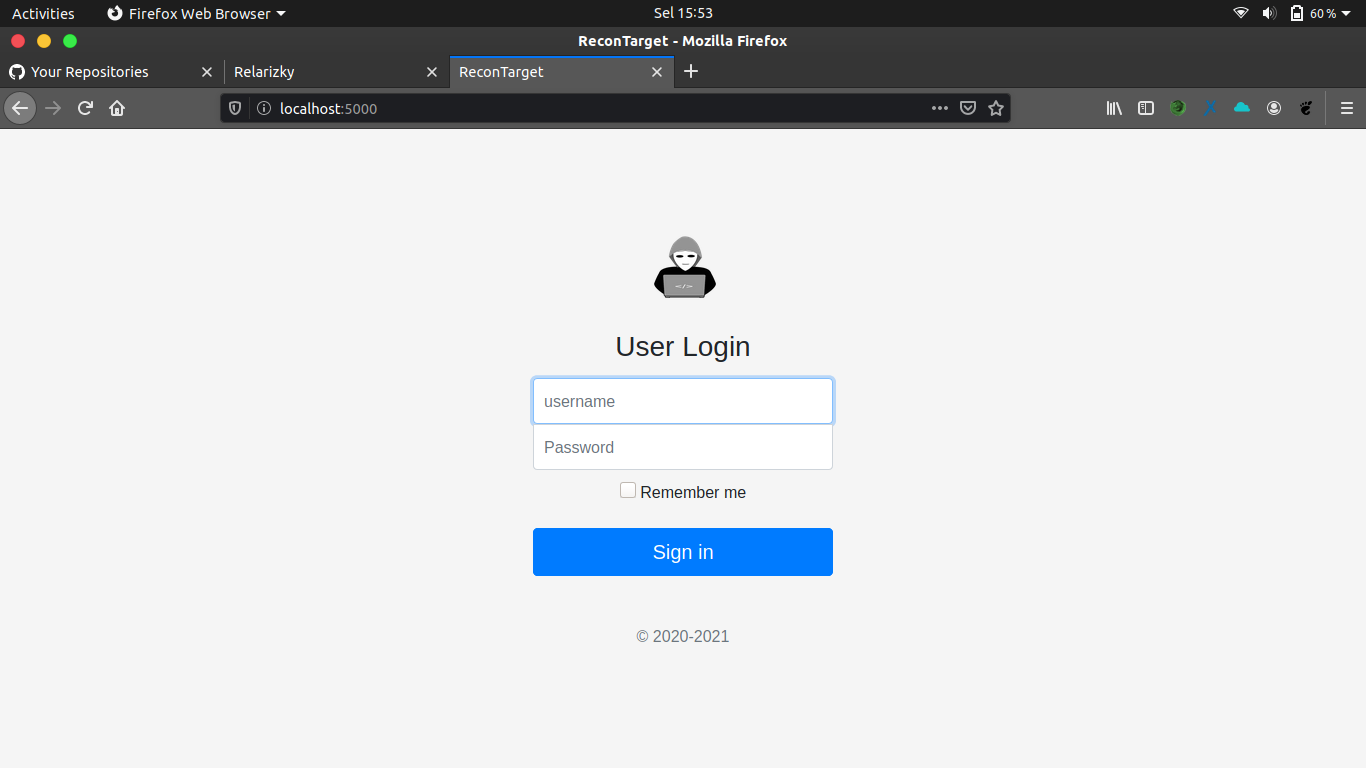 Activities Firefox Web Browser Sel 15:53 60 %
ReconTarget - Mozilla Firefox
Your Repositories Relarizky ReconTarget
localhost:5000
</>
User Login
username
Password
Remember me
Sign in
© 2020-2021